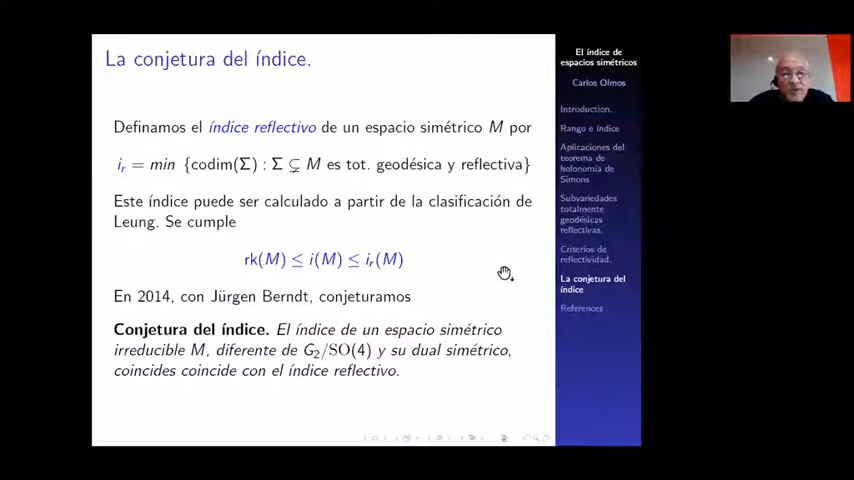 La conjetura del índice.
Definamos el índice reflectivo de un espacio simétrico M por
i_r = min {codim(Σ) : Σ ⊊ M es tot. geodésica y reflectiva}
Este índice puede ser calculado a partir de la clasificación de
Leung. Se cumple
rk(M) ≤ i(M) ≤ i_r(M)
En 2014, con Jürgen Berndt, conjeturamos
Conjetura del índice. El índice de un espacio simétrico
irreducible M, diferente de G₂/SO(4) y su dual simétrico,
coincides coincide con el índice reflectivo.
El índice de
espacios simétricos
Carlos Olmos
Introduction.
Rango e índice
Aplicaciones del
teorema de
holonomía de
Simons
Subvariedades
totalmente
geodésicas
reflectivas.
Criterios de
reflectividad.
La conjetura del
índice
References